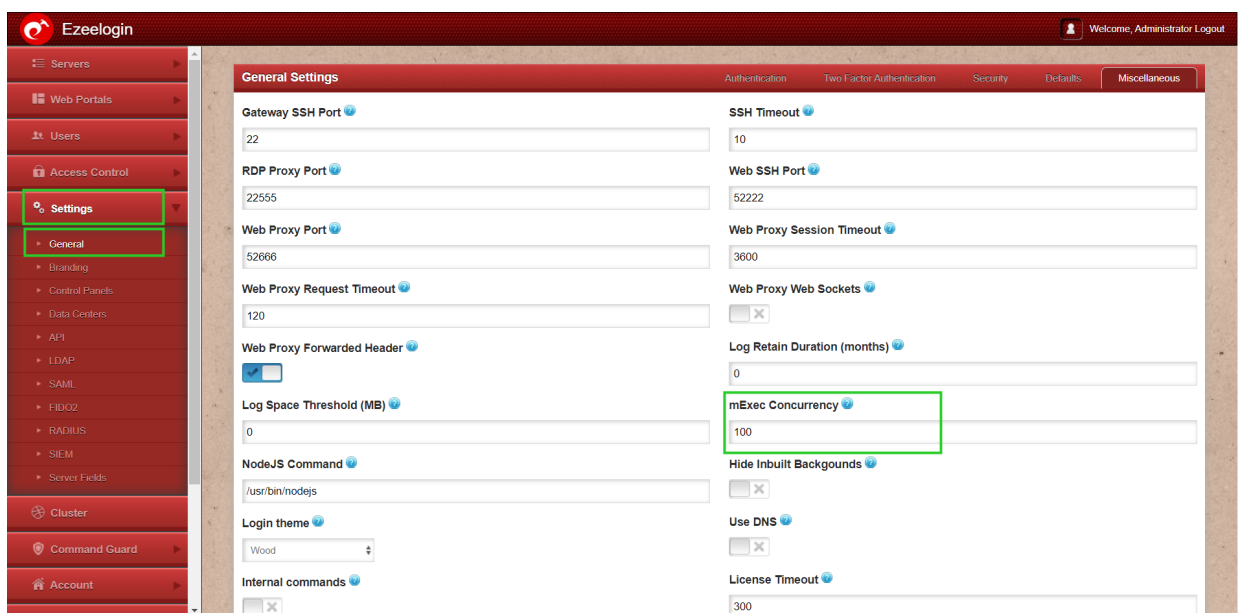 Ezeelogin
Welcome, Administrator Logout
Servers
Web Portals
Users
Access Control
Settings
General
Branding
Control Panels
Data Centers
API
LDAP
SAML
FIDO2
RADIUS
SIEM
Server Fields
Cluster
Command Guard
Account
General Settings
Authentication
Two Factor Authentication
Security
Defaults
Miscellaneous
Gateway SSH Port
22
SSH Timeout
10
RDP Proxy Port
22555
Web SSH Port
52222
Web Proxy Port
52666
Web Proxy Session Timeout
3600
Web Proxy Request Timeout
120
Web Proxy Web Sockets
Web Proxy Forwarded Header
Log Retain Duration (months)
0
Log Space Threshold (MB)
0
mExec Concurrency
100
NodeJS Command
/usr/bin/nodejs
Hide Inbuilt Backgounds
Login theme
Wood
Use DNS
Internal commands
License Timeout
300